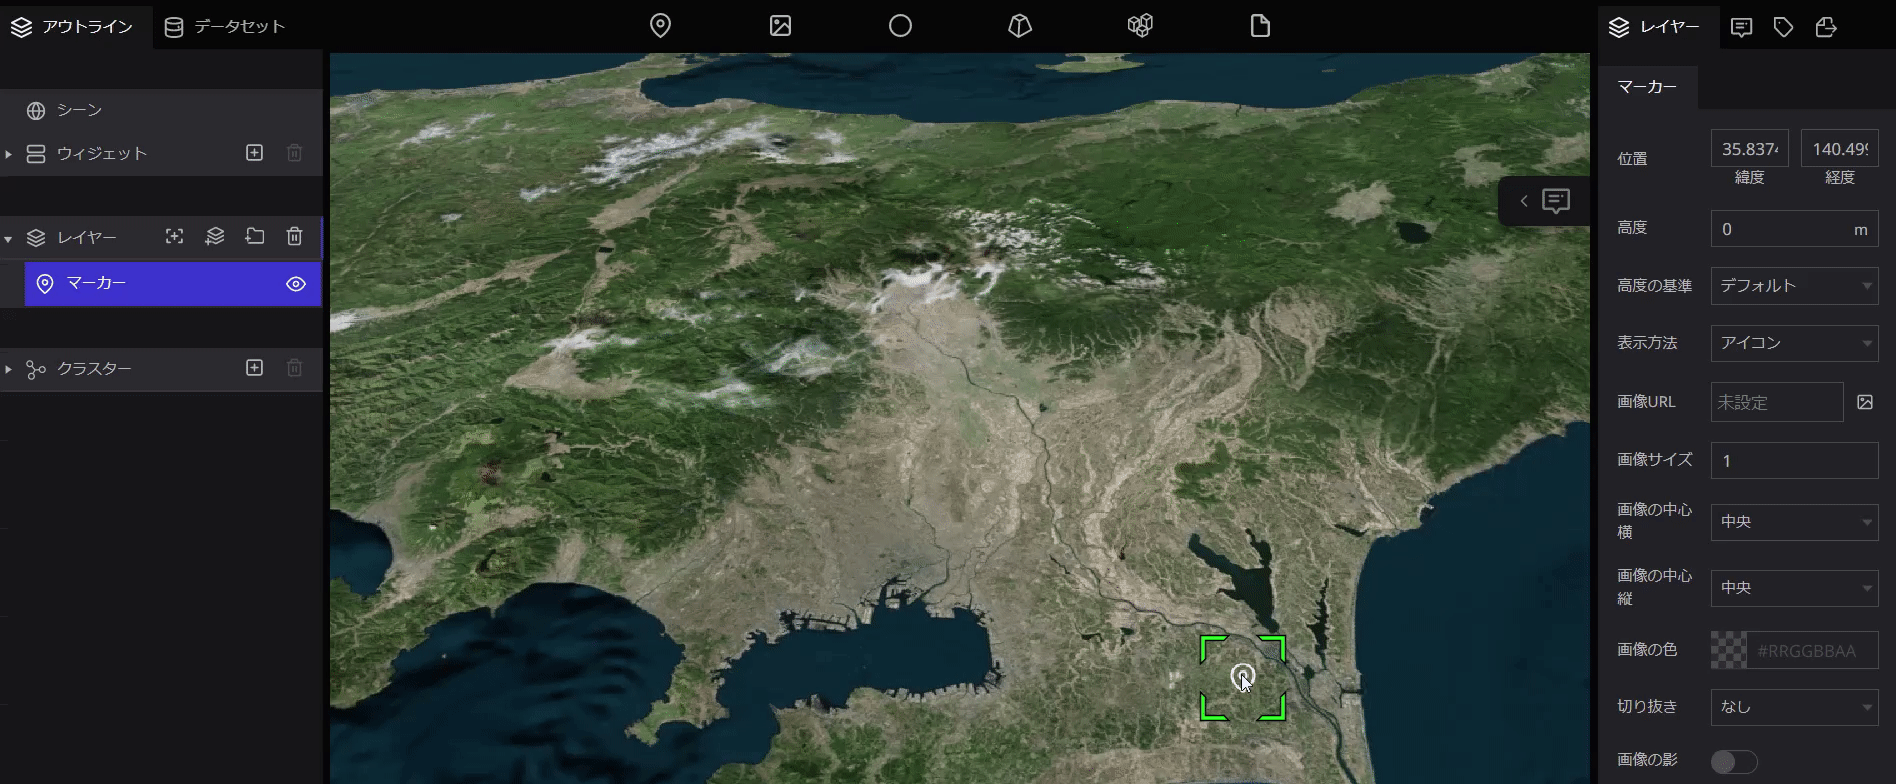 アウトライン
データセット
シーン
ウィジェット
レイヤー
マーカー
クラスター
レイヤー
マーカー
位置
35.8374
140.499
緯度
経度
高度
0
m
高度の基準
デフォルト
表示方法
アイコン
画像URL
未設定
画像サイズ
1
画像の中心
横
中央
画像の中心
縦
中央
画像の色
#RRGGBBAA
切り抜き
なし
画像の影